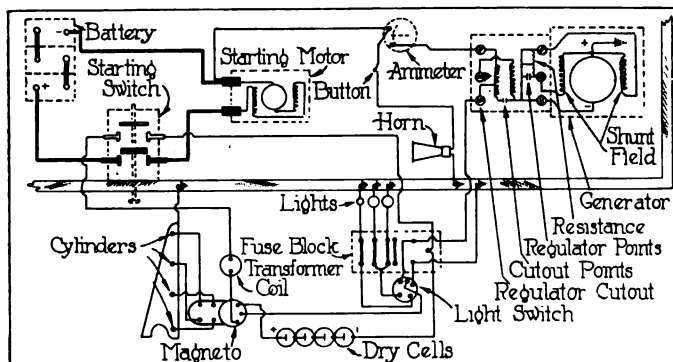 Battery
Starting
Switch
Starting Motor
Button
Ammeter
Horn
Shunt
Field
Generator
Resistance
Regulator Points
Cutout Points
Regulator Cutout
Lights
Fuse Block
Transformer
Coil
Cylinders
Magneto
Dry Cells
Light Switch